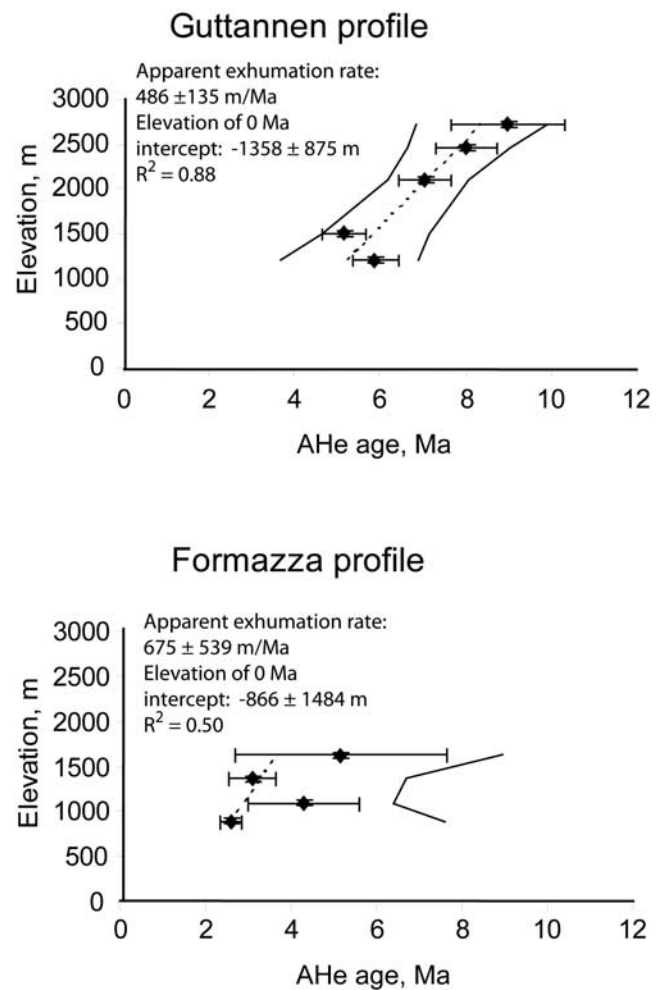 Guttannen profile
Apparent exhumation rate:
486 ±135 m/Ma
Elevation of 0 Ma
intercept: -1358 ± 875 m
R² = 0.88
3000
2500
2000
1500
1000
500
0
Elevation, m
0 2 4 6 8 10 12
AHe age, Ma
Formazza profile
Apparent exhumation rate:
675 ± 539 m/Ma
Elevation of 0 Ma
intercept: -866 ± 1484 m
R² = 0.50
3000
2500
2000
1500
1000
500
0
Elevation, m
0 2 4 6 8 10 12
AHe age, Ma